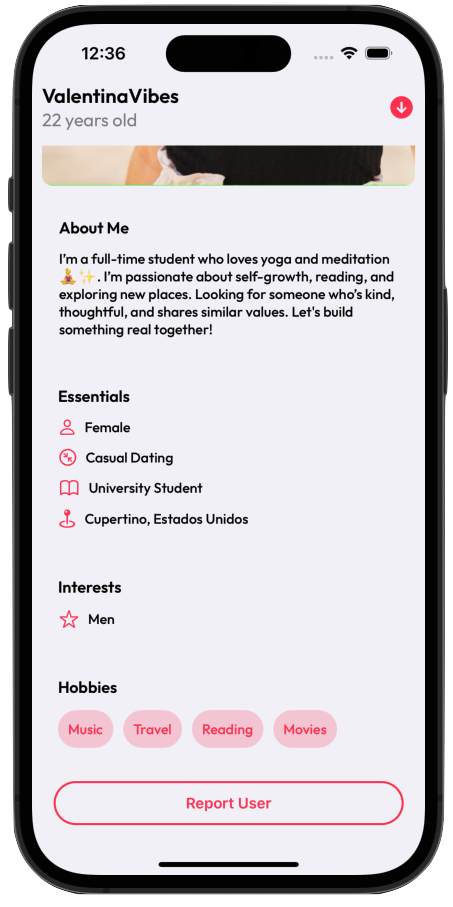 12:36
ValentinaVibes
22 years old
About Me
I'm a full-time student who loves yoga and meditation
🧘‍♀️✨. I'm passionate about self-growth, reading, and
exploring new places. Looking for someone who's kind,
thoughtful, and shares similar values. Let's build
something real together!
Essentials
Female
Casual Dating
University Student
Cupertino, Estados Unidos
Interests
Men
Hobbies
Music Travel Reading Movies
Report User